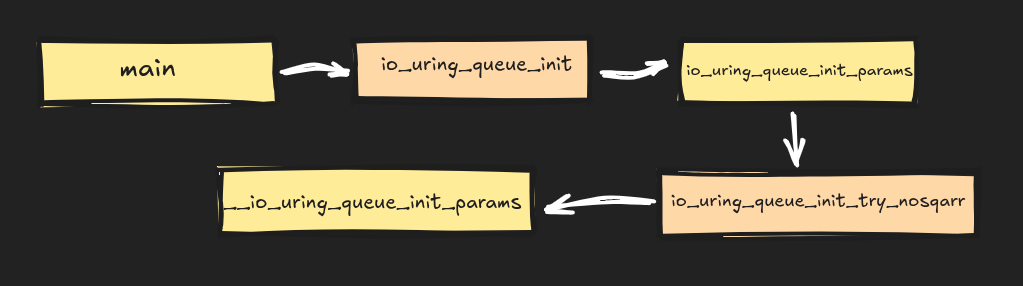 main
io_uring_queue_init
io_uring_queue_init_params
io_uring_queue_init_try_nosqarr
__io_uring_queue_init_params